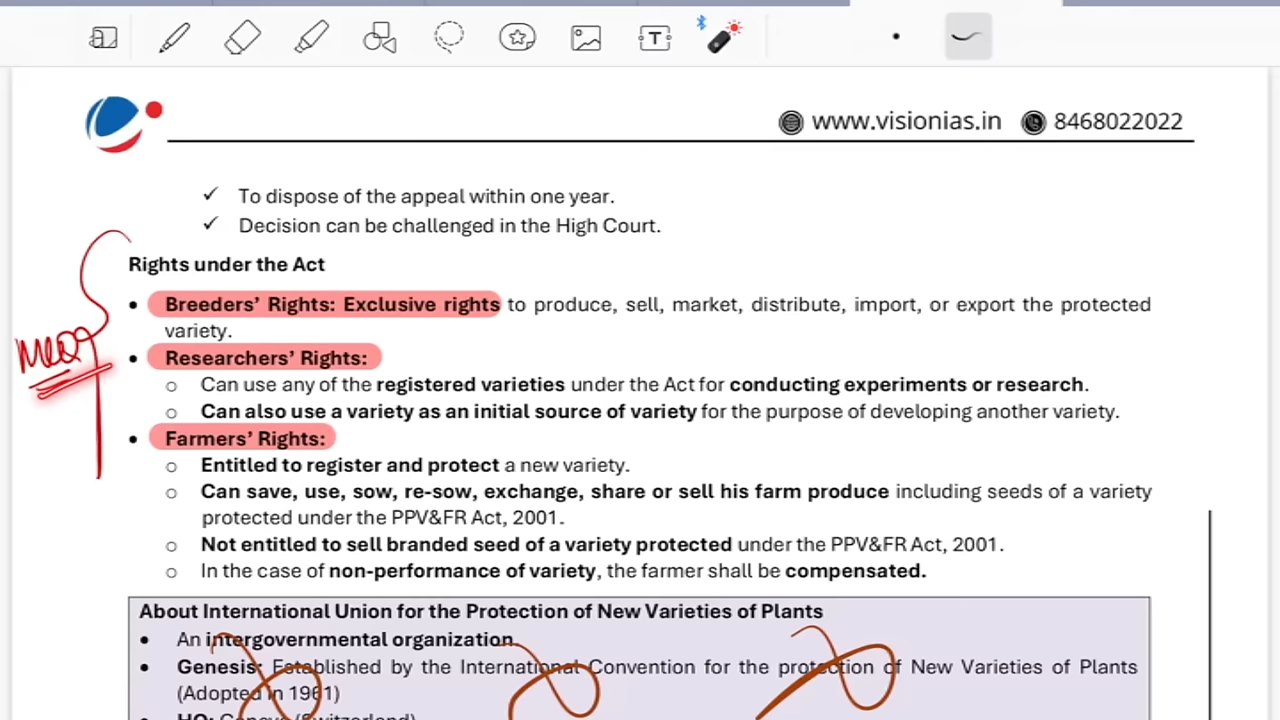 www.visionias.in 8468022022
✓ To dispose of the appeal within one year.
✓ Decision can be challenged in the High Court.
Rights under the Act
• Breeders’ Rights: Exclusive rights to produce, sell, market, distribute, import, or export the protected
variety.
• Researchers’ Rights:
○ Can use any of the registered varieties under the Act for conducting experiments or research.
○ Can also use a variety as an initial source of variety for the purpose of developing another variety.
• Farmers’ Rights:
○ Entitled to register and protect a new variety.
○ Can save, use, sow, re-sow, exchange, share or sell his farm produce including seeds of a variety
protected under the PPV&FR Act, 2001.
○ Not entitled to sell branded seed of a variety protected under the PPV&FR Act, 2001.
○ In the case of non-performance of variety, the farmer shall be compensated.
About International Union for the Protection of New Varieties of Plants
• An intergovernmental organization.
• Genesis: Established by the International Convention for the protection of New Varieties of Plants
(Adopted in 1961)
• HQ: Geneva (Switzerland)